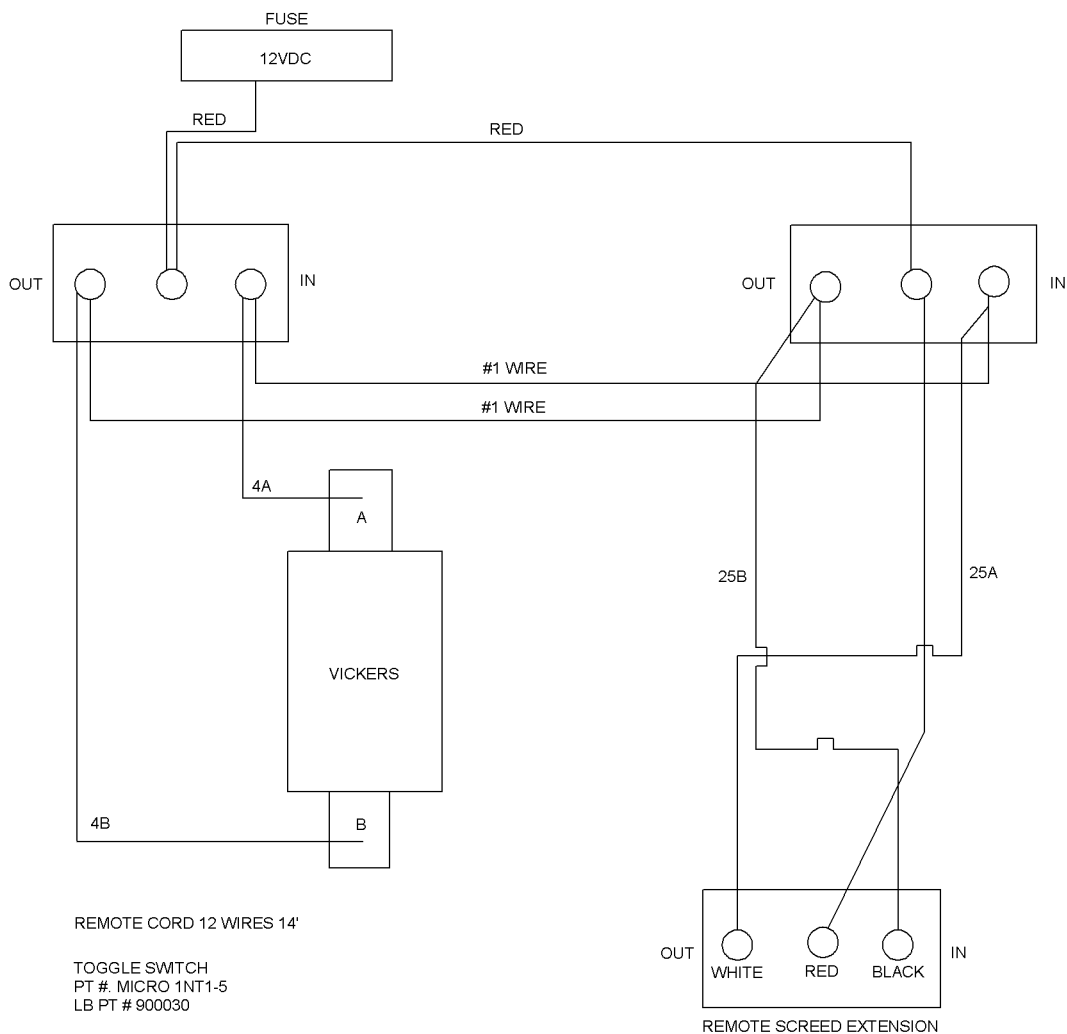 FUSE
12VDC
RED
RED
OUT
IN
OUT
IN
#1 WIRE
#1 WIRE
4A
A
25B
25A
VICKERS
4B
B
REMOTE CORD 12 WIRES 14'
TOGGLE SWITCH
PT #. MICRO 1NT1-5
LB PT # 900030
OUT
IN
WHITE
RED
BLACK
REMOTE SCREED EXTENSION